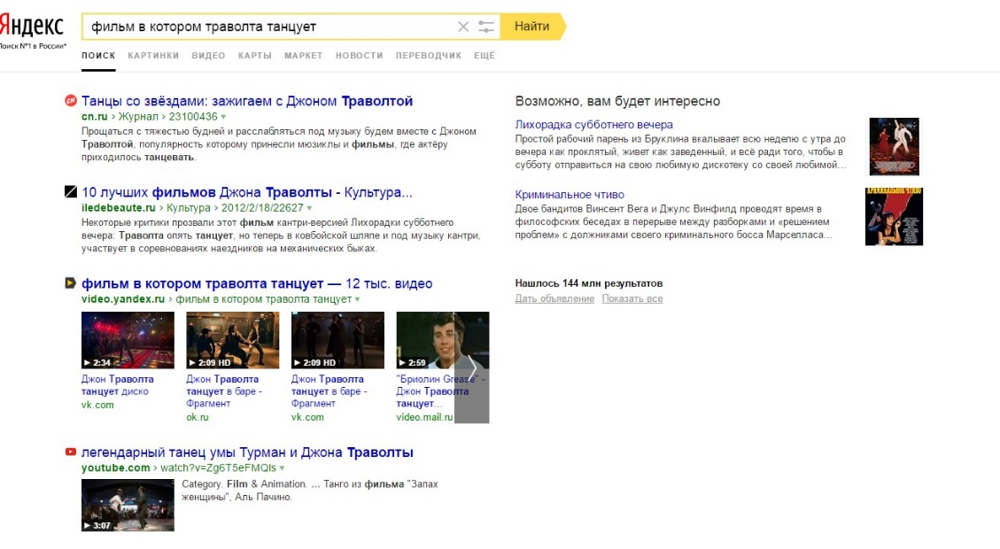 Яндекс
Поиск №1 в России*
фильм в котором траволта танцует
Найти
ПОИСК КАРТИНКИ ВИДЕО КАРТЫ МАРКЕТ НОВОСТИ ПЕРЕВОДЧИК ЕЩЁ
Танцы со звёздами: зажигаем с Джоном Траволтой
cn.ru › Журнал › 23100436
Прощаться с тяжестью будней и расслабляться под музыку будем вместе с Джоном
Траволтой, популярность которому принесли мюзиклы и фильмы, где актёру
приходилось танцевать.
10 лучших фильмов Джона Траволты - Культура...
iledebeaute.ru › Культура › 2012/2/18/22627
Некоторые критики прозвали этот фильм кантри-версией Лихорадки субботнего
вечера: Траволта опять танцует, но теперь в ковбойской шляпе и под музыку кантри,
участвует в соревнованиях наездников на механических быках.
фильм в котором траволта танцует — 12 тыс. видео
video.yandex.ru › фильм в котором траволта танцует
2:34
Джон Траволта
танцует диско
vk.com
2:09 HD
Джон Траволта
танцует в баре -
Фрагмент
ok.ru
2:09 HD
Джон Траволта
танцует в баре -
Фрагмент
vk.com
2:59
"Бриолин Grease" -
Джон Траволта
танцует...
video.mail.ru
легендарный танец умы Турман и Джона Траволты
youtube.com › watch?v=Zg6T5eFMQIs
3:07
Category. Film & Animation. ... Танго из фильма "Запах
женщины", Аль Пачино.
Возможно, вам будет интересно
Лихорадка субботнего вечера
Простой рабочий парень из Бруклина вкалывает всю неделю с утра до
вечера как проклятый, живет как заведенный, и всё ради того, чтобы в
субботу отправиться на свою любимую дискотеку со своей любимой...
Криминальное чтиво
Двое бандитов Винсент Вега и Джулс Винфилд проводят время в
философских беседах в перерыве между разборками и «решением
проблем» с должниками своего криминального босса Марселласа...
КРИМИНАЛЬНОЕ ЧТИВО
Нашлось 144 млн результатов
Дать объявление Показать все